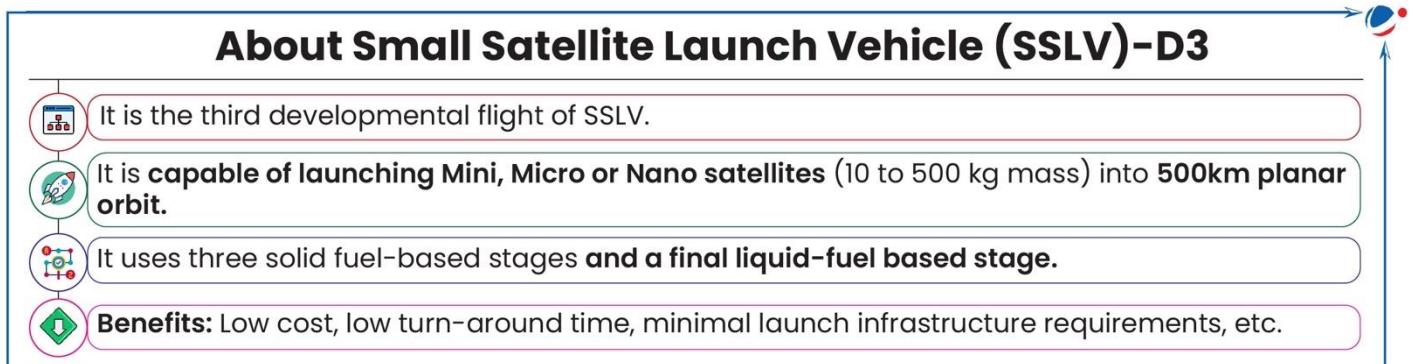 About Small Satellite Launch Vehicle (SSLV)-D3
It is the third developmental flight of SSLV.
It is capable of launching Mini, Micro or Nano satellites (10 to 500 kg mass) into 500km planar
orbit.
It uses three solid fuel-based stages and a final liquid-fuel based stage.
Benefits: Low cost, low turn-around time, minimal launch infrastructure requirements, etc.